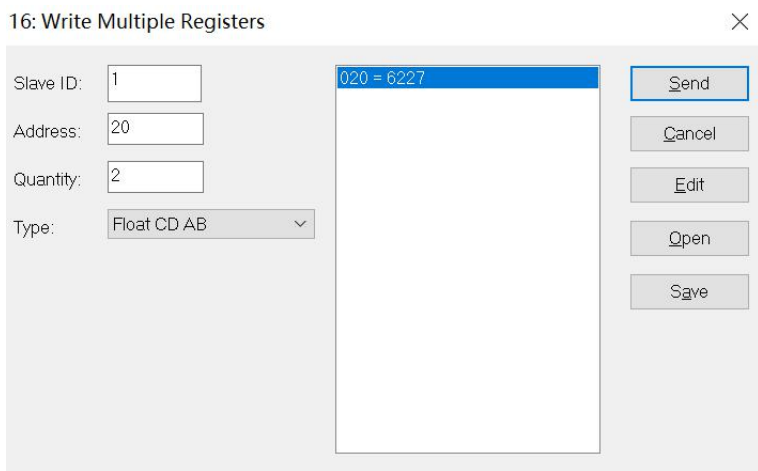 16: Write Multiple Registers
Slave ID: 1
Address: 20
Quantity: 2
Type: Float CD AB
020 = 6227
Send
Cancel
Edit
Open
Save